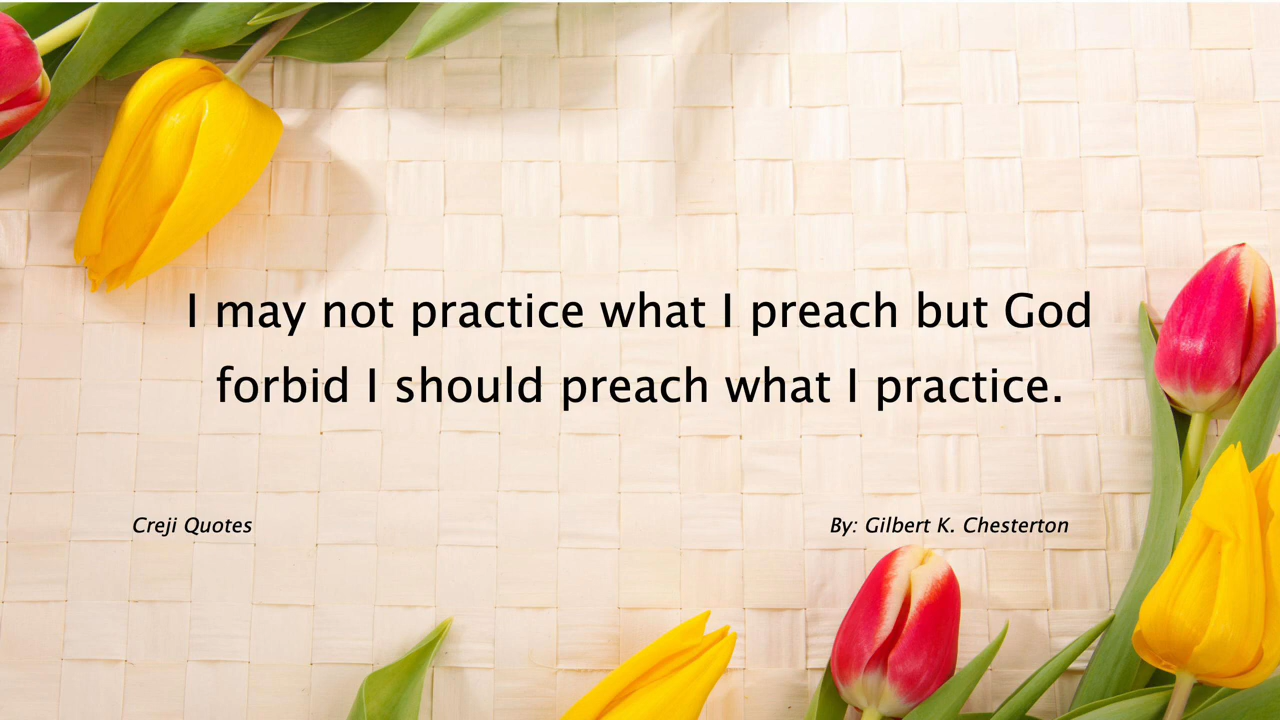 I may not practice what I preach but God
forbid I should preach what I practice.
Creji Quotes
By: Gilbert K. Chesterton